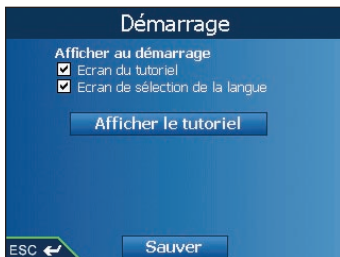 Démarrage
Afficher au démarrage
Ecran du tutoriel
Ecran de sélection de la langue
Afficher le tutoriel
ESC Sauver